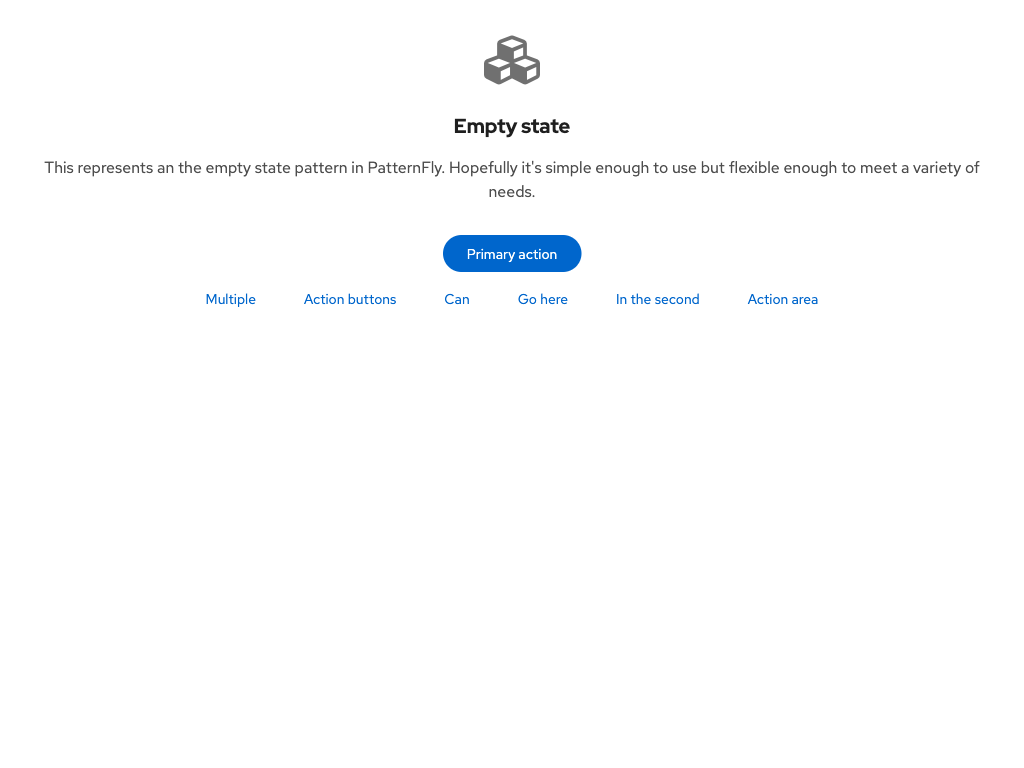 Empty state
This represents an the empty state pattern in PatternFly. Hopefully it's simple enough to use but flexible enough to meet a variety of
needs.
Primary action
Multiple Action buttons Can Go here In the second Action area